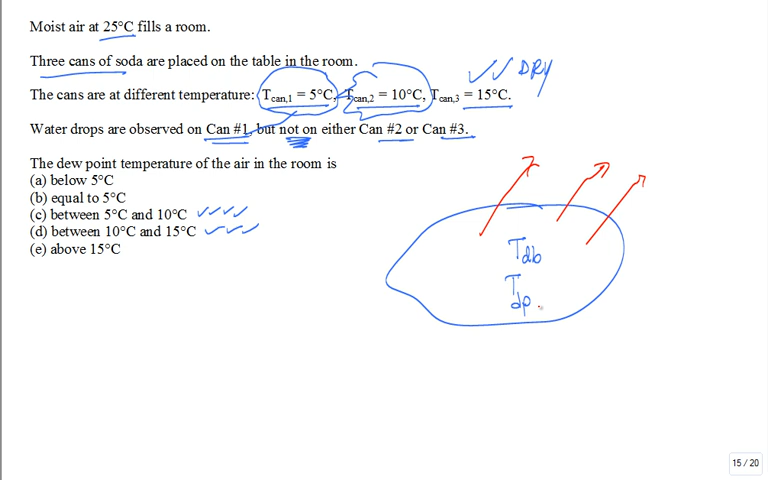 Moist air at 25°C fills a room.
Three cans of soda are placed on the table in the room.
DRY
The cans are at different temperature: T_can,1 = 5°C, T_can,2 = 10°C, T_can,3 = 15°C.
Water drops are observed on Can #1, but not on either Can #2 or Can #3.
The dew point temperature of the air in the room is
(a) below 5°C
(b) equal to 5°C
(c) between 5°C and 10°C
(d) between 10°C and 15°C
(e) above 15°C
Tdb
Tdp
15 / 20